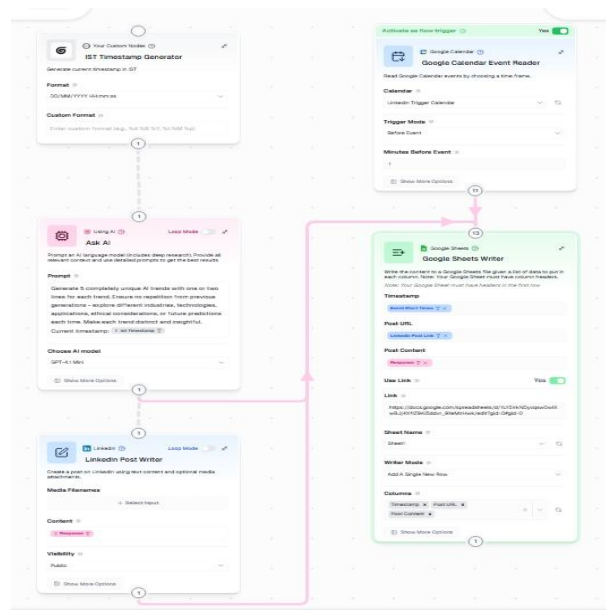 Your Custom Nodes
IST Timestamp Generator
Generate current timestamp in IST
Format
DD/MM/YYYY HH:mm:ss
Custom Format
1
1
Using AI
Loop Mode
Ask AI
Prompt an AI language model (includes deep research). Provide all
relevant context and use detailed prompts to get the best results.
Prompt
Generate 5 completely unique AI trends with one or two
lines for each trend. Ensure no repetition from previous
generations – explore different industries, technologies,
applications, ethical considerations, or future predictions
each time. Make each trend distinct and insightful.
Current timestamp: IST Timestamp
Choose AI model
GPT-4.1 Mini
Show More Options
1
1
LinkedIn
Loop Mode
LinkedIn Post Writer
Create a post on LinkedIn using text content and optional media
attachments.
Media Filenames
+ Select Input
Content
Response
Visibility
Public
Show More Options
1
Activate as flow trigger
Yes
Google Calendar
Google Calendar Event Reader
Read Google Calendar events by choosing a time frame.
Calendar
LinkedIn Trigger Calendar
Trigger Mode
Before Event
Minutes Before Event
1
Show More Options
Google Sheets
Google Sheets Writer
Write the content to a Google Sheets file given a list of data to put in
each column. Note: Your Google Sheet must have column headers.
Note: Your Google Sheet must have headers in the first row
Timestamp
Event Start Times
Post URL
LinkedIn Post Link
Post Content
Response
Use Link
Yes
Link
Sheet Name
Sheet1
Writer Mode
Add A Single New Row
Columns
Timestamp x Post URL x
Post Content x
Show More Options
1